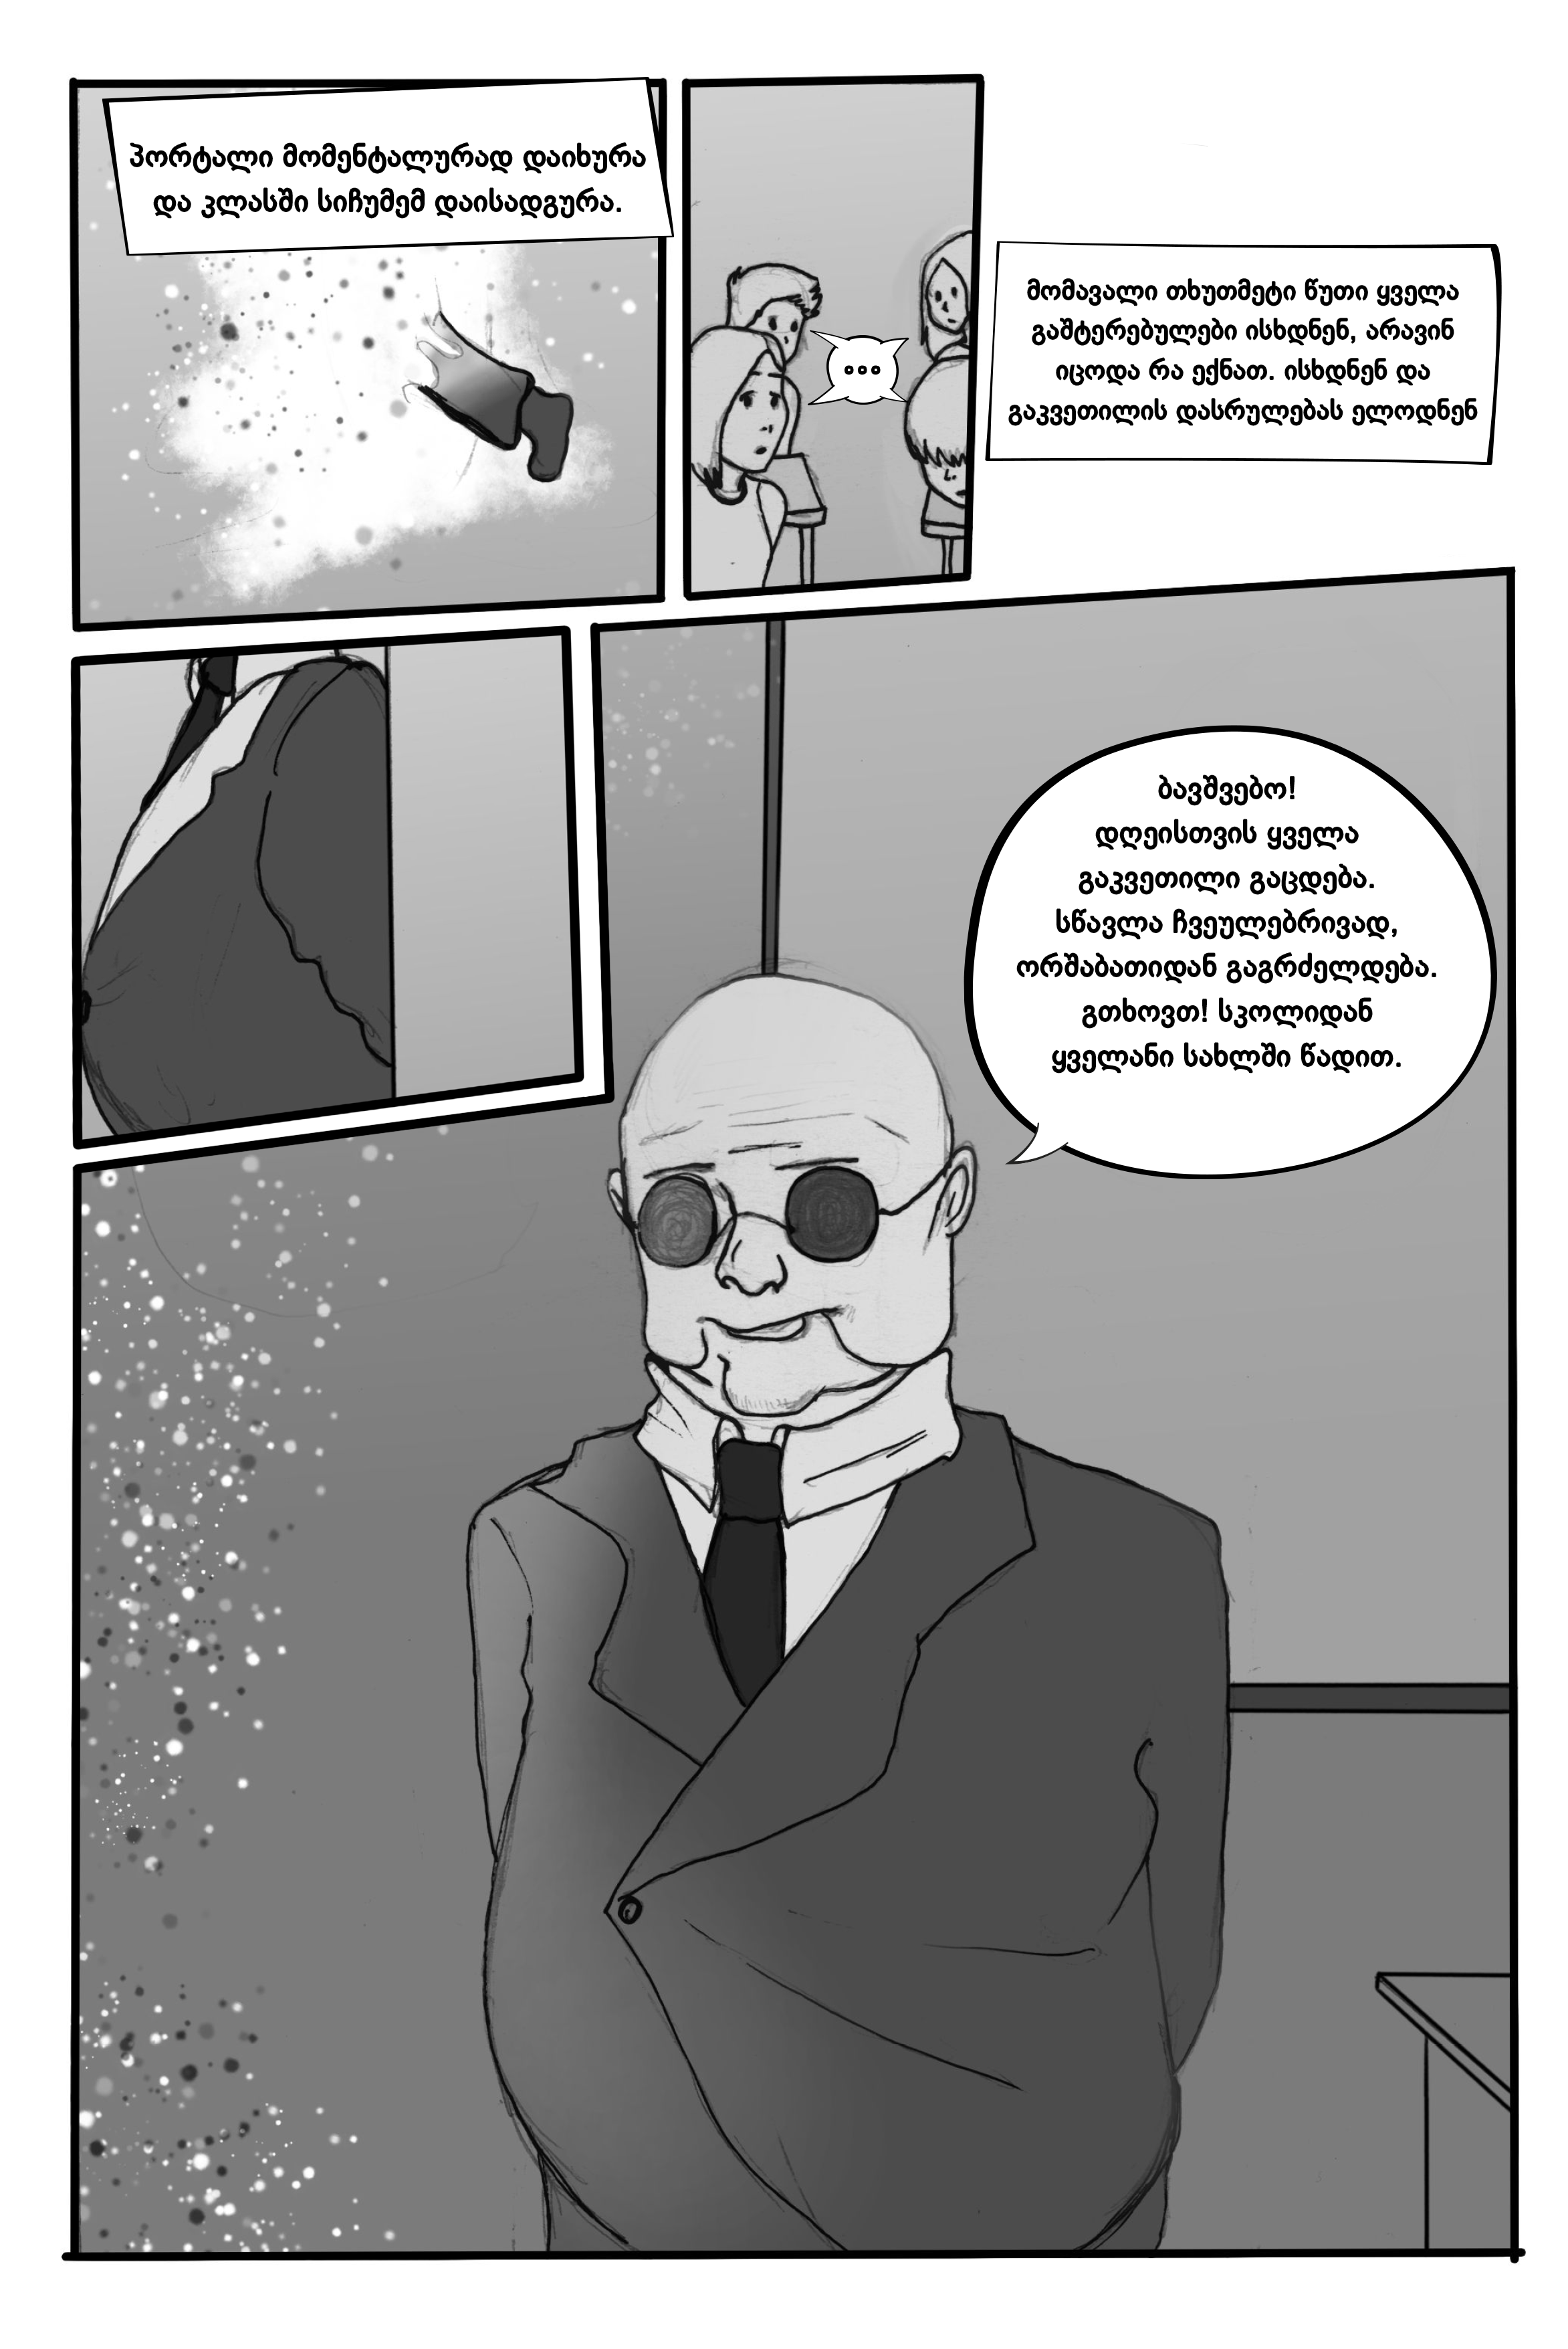 პორტალი მომენტალურად დაიხურა
და კლასში სიჩუმემ დაისადგურა.
...
მომავალი თხუთმეტი წუთი ყველა
გაშტერებულები ისხდნენ, არავინ
იცოდა რა ექნათ. ისხდნენ და
გაკვეთილის დასრულებას ელოდნენ
ბავშვებო!
დღეისთვის ყველა
გაკვეთილი გაცდება.
სწავლა ჩვეულებრივად,
ორშაბათიდან გაგრძელდება.
გთხოვთ! სკოლიდან
ყველანი სახლში წადით.